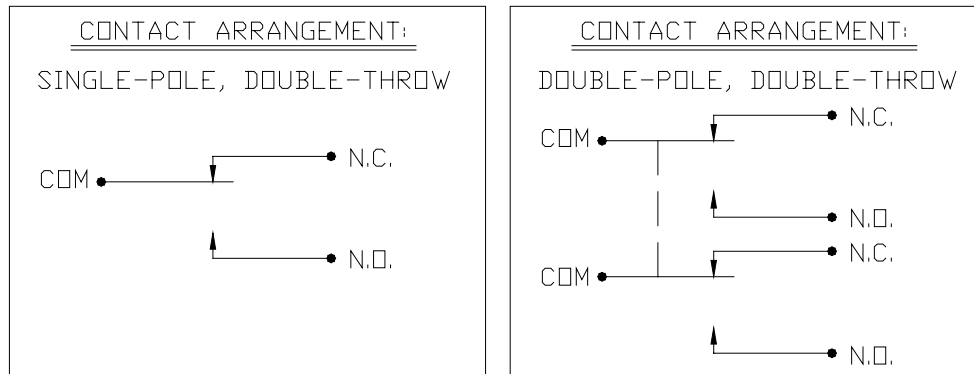 CONTACT ARRANGEMENT:
SINGLE-POLE, DOUBLE-THROW
N.C.
COM
N.O.
CONTACT ARRANGEMENT:
DOUBLE-POLE, DOUBLE-THROW
N.C.
COM
N.O.
N.C.
COM
N.O.